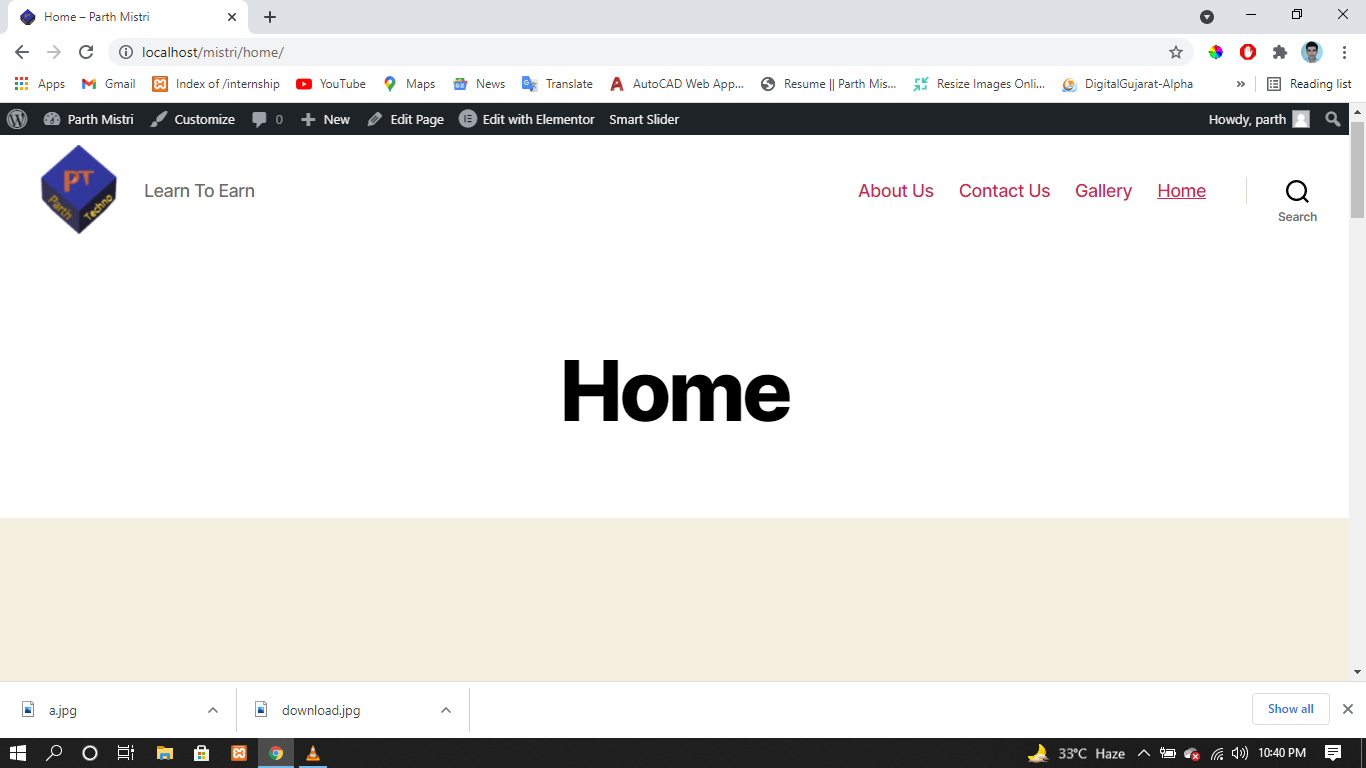 Home – Parth Mistri
localhost/mistri/home/
Apps Gmail Index of /internship YouTube Maps News Translate AutoCAD Web App... Resume || Parth Mis... Resize Images Onli... DigitalGujarat-Alpha » Reading list
Parth Mistri Customize 0 New Edit Page Edit with Elementor Smart Slider Howdy, parth
PT
Parth Techno
Learn To Earn
About Us Contact Us Gallery Home
Search
Home
a.jpg download.jpg Show all
33°C Haze 10:40 PM